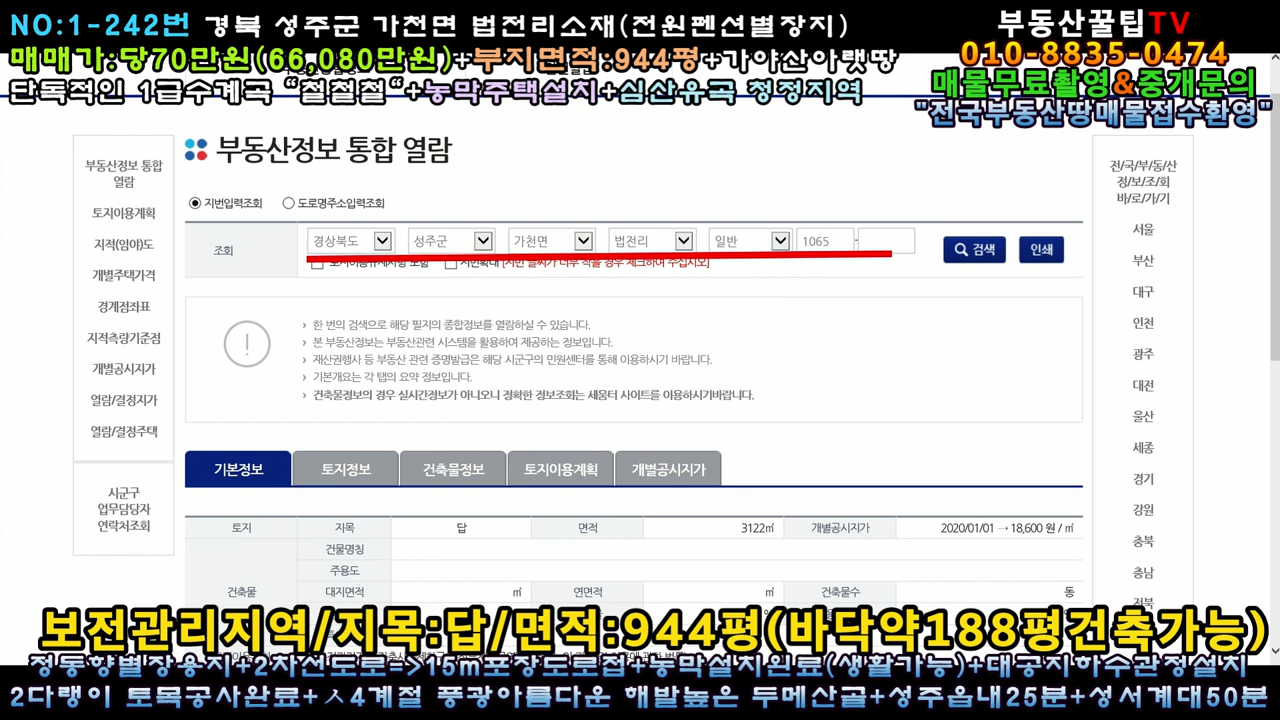 NO:1-242번 경북 성주군 가천면 법전리소재(전원펜션별장지)
매매가:당70만원(66,080만원)+부지면적:944평+가야산아랫땅
단독적인 1급수계곡 “철철철“+농막주택설치+심산유곡 청정지역
부동산꿀팁TV
010-8835-0474
매물무료촬영&중개문의
"전국부동산땅매물접수환영"
부동산정보 통합
열람
토지이용계획
지적(임야)도
개별주택가격
경계점좌표
지적측량기준점
개별공시지가
열람/결정지가
열람/결정주택
시군구
업무담당자
연락처조회
부동산정보 통합 열람
지번입력조회 도로명주소입력조회
조회 경상북도 성주군 가천면 법전리 일반 1065 - 검색 인쇄
› 한 번의 검색으로 해당 필지의 종합정보를 열람하실 수 있습니다.
› 본 부동산정보는 부동산관련 시스템을 활용하여 제공하는 정보입니다.
› 재산권행사 등 부동산 관련 증명발급은 해당 시군구의 민원센터를 통해 이용하시기 바랍니다.
› 기본개요는 각 탭의 요약 정보입니다.
› 건축물정보의 경우 실시간정보가 아니오니 정확한 정보조회는 세움터 사이트를 이용하시기바랍니다.
기본정보 토지정보 건축물정보 토지이용계획 개별공시지가
토지 지목 답 면적 3122㎡ 개별공시지가 2020/01/01 → 18,600 원 / ㎡
건물명칭
주용도
건축물 대지면적 ㎡ 연면적 ㎡ 건축물수 동
전/국/부/동/산
정/보/조/회
바/로/가/기
서울
부산
대구
인천
광주
대전
울산
세종
경기
강원
충북
충남
전북
보전관리지역/지목:답/면적:944평(바닥약188평건축가능)
정동향별장용지+2차선도로=>75m포장도로접+농막설치완료(생활가능)+대공지하수관정설치
2다랭이 토목공사완료+ㅅ4계절 풍광아름다운 해발높은 두메산골+성주읍내25분+성서계대50분